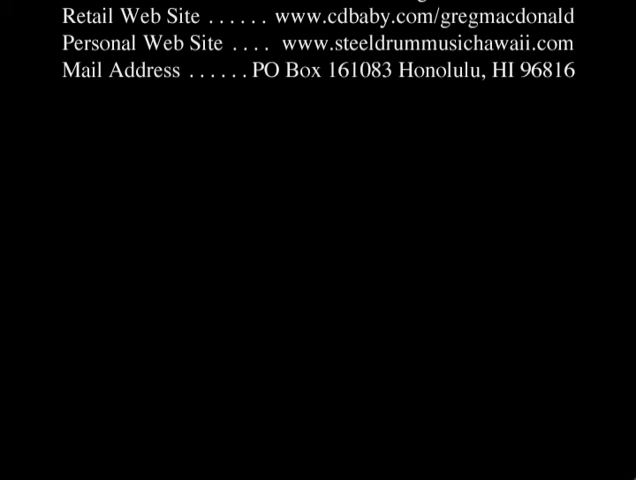 Retail Web Site . . . . . . www.cdbaby.com/gregmacdonald
Personal Web Site . . . . www.steeldrummusichawaii.com
Mail Address . . . . . . PO Box 161083 Honolulu, HI 96816